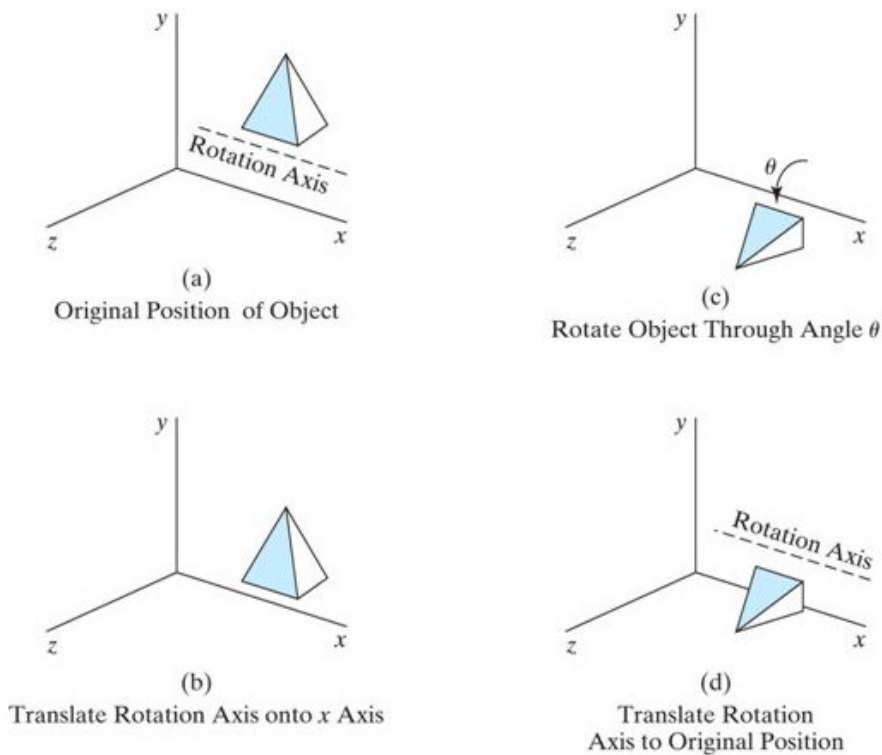 y
Rotation Axis
x
z
(a)
Original Position of Object
y
θ
x
z
(c)
Rotate Object Through Angle θ
y
x
z
(b)
Translate Rotation Axis onto x Axis
y
Rotation Axis
x
z
(d)
Translate Rotation
Axis to Original Position